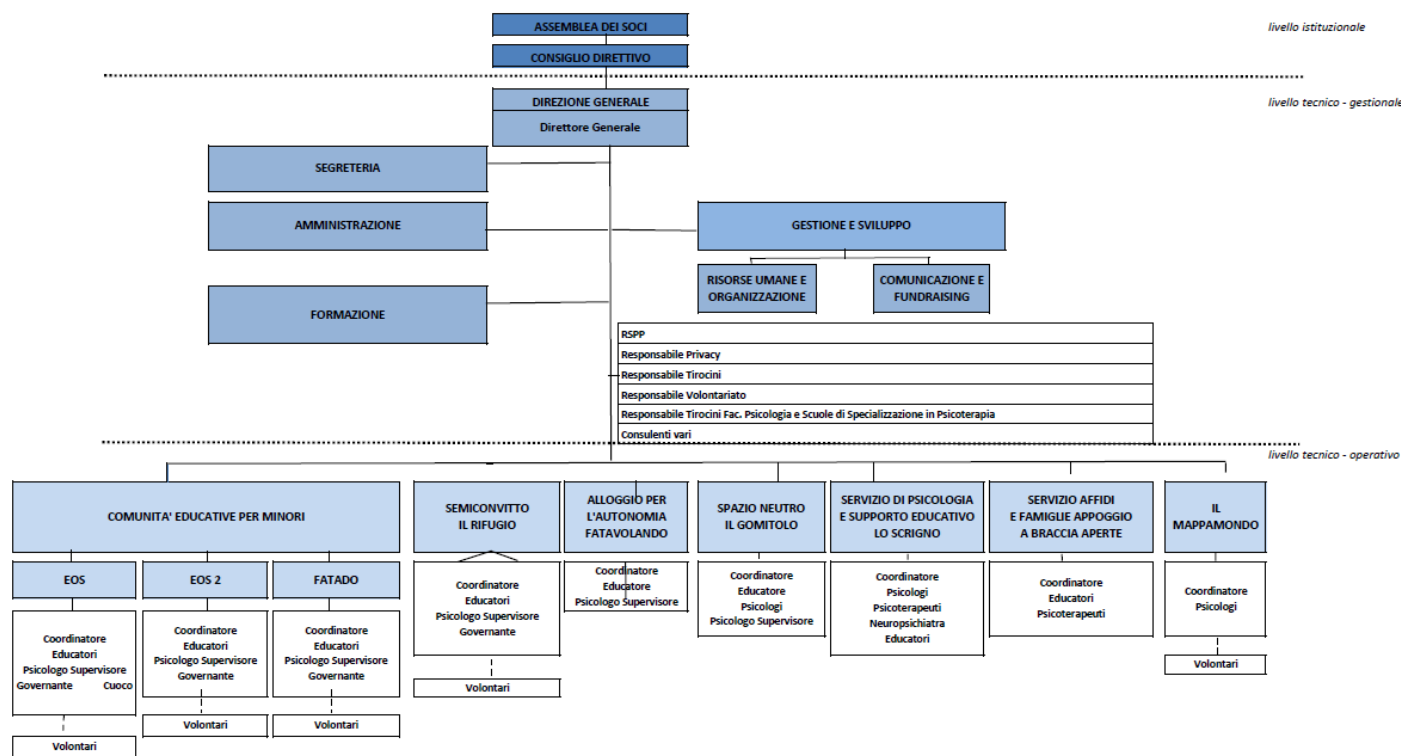 ASSEMBLEA DEI SOCI
livello istituzionale
CONSIGLIO DIRETTIVO
DIREZIONE GENERALE
livello tecnico - gestionale
Direttore Generale
SEGRETERIA
AMMINISTRAZIONE
GESTIONE E SVILUPPO
RISORSE UMANE E
ORGANIZZAZIONE
COMUNICAZIONE E
FUNDRAISING
FORMAZIONE
RSPP
Responsabile Privacy
Responsabile Tirocini
Responsabile Volontariato
Responsabile Tirocini Fac. Psicologia e Scuole di Specializzazione in Psicoterapia
Consulenti vari
livello tecnico - operativo
COMUNITA' EDUCATIVE PER MINORI
SEMICONVITTO
IL RIFUGIO
ALLOGGIO PER
L'AUTONOMIA
FATAVOLANDO
SPAZIO NEUTRO
IL GOMITOLO
SERVIZIO DI PSICOLOGIA
E SUPPORTO EDUCATIVO
LO SCRIGNO
SERVIZIO AFFIDI
E FAMIGLIE APPOGGIO
A BRACCIA APERTE
IL
MAPPAMONDO
EOS
EOS 2
FATADO
Coordinatore
Educatori
Psicologo Supervisore
Governante Cuoco
Volontari
Coordinatore
Educatori
Psicologo Supervisore
Governante
Volontari
Coordinatore
Educatori
Psicologo Supervisore
Governante
Volontari
Coordinatore
Educatori
Psicologo Supervisore
Governante
Volontari
Coordinatore
Educatore
Psicologo Supervisore
Coordinatore
Educatore
Psicologi
Psicologo Supervisore
Coordinatore
Psicologi
Psicoterapeuti
Neuropsichiatra
Educatori
Coordinatore
Educatori
Psicoterapeuti
Coordinatore
Psicologi
Volontari